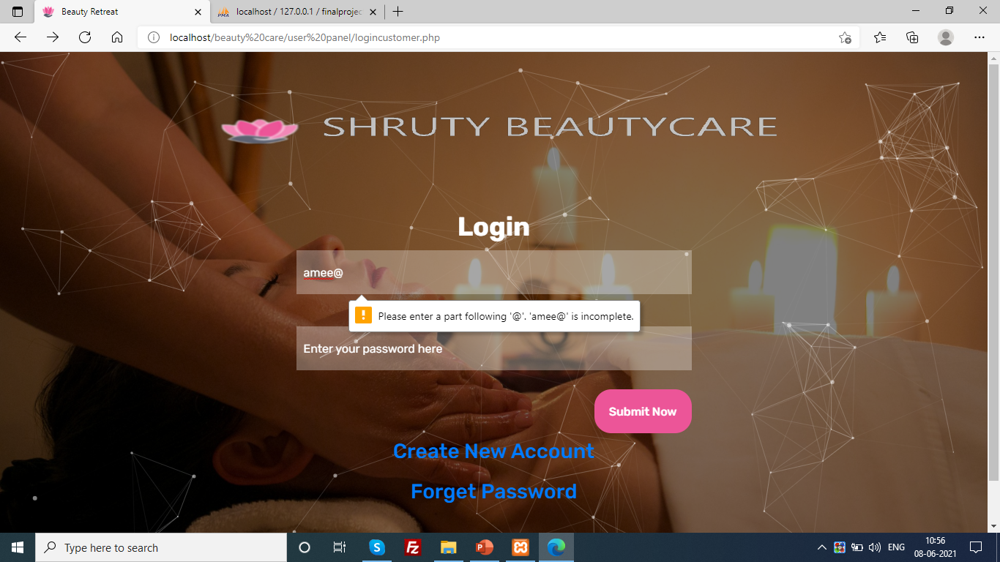 Beauty Retreat
localhost / 127.0.0.1 / finalprojec
localhost/beauty%20care/user%20panel/logincustomer.php
SHRUTY BEAUTYCARE
Login
amee@
Please enter a part following '@'. 'amee@' is incomplete.
Enter your password here
Submit Now
Create New Account
Forget Password
Type here to search
ENG
10:56
08-06-2021